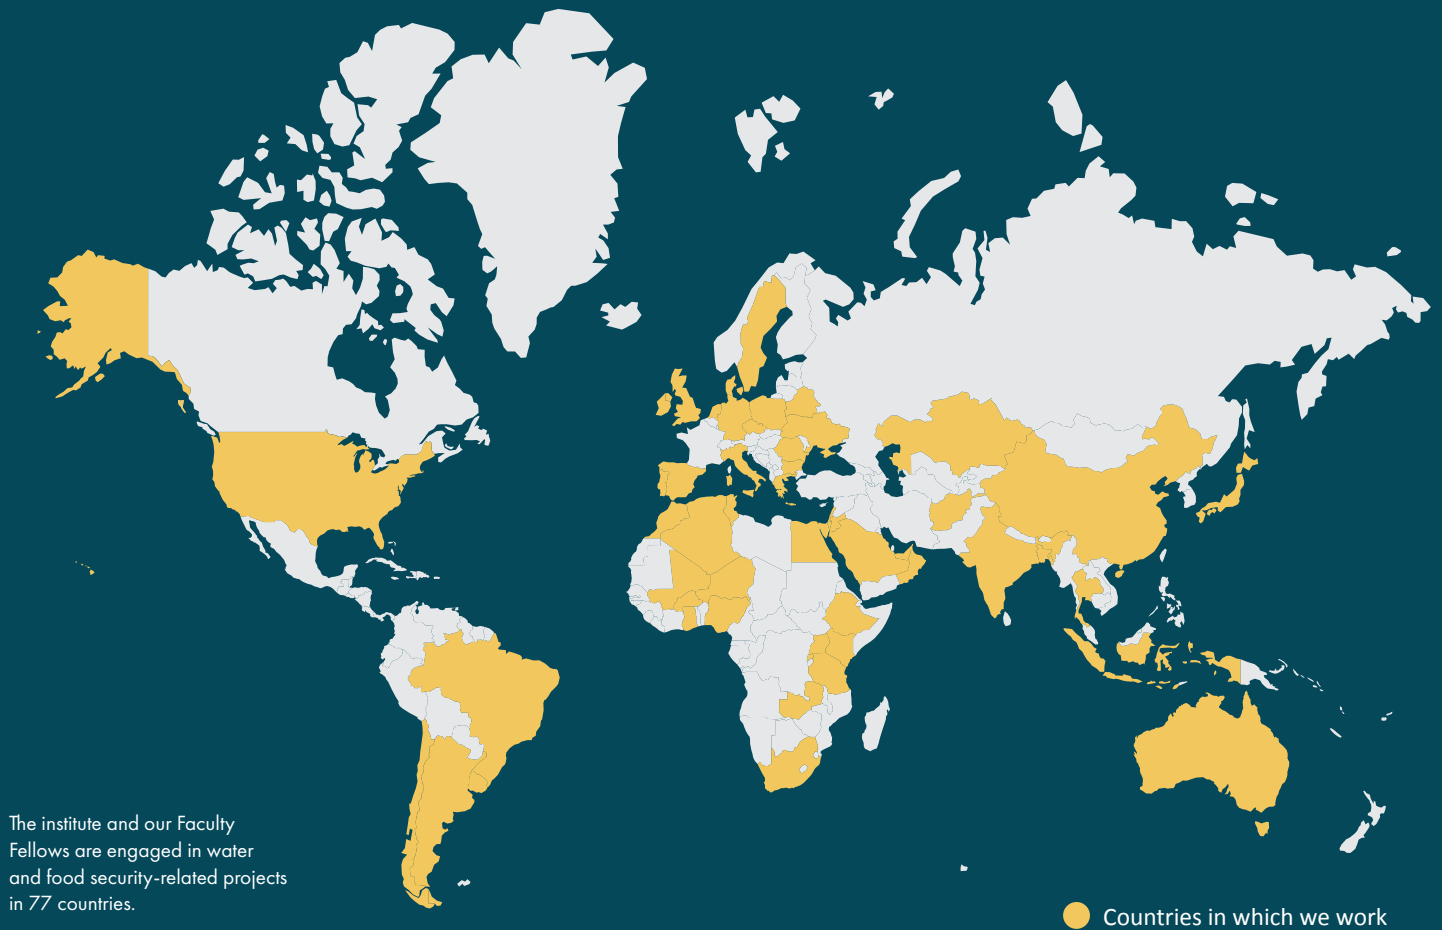 The institute and our Faculty
Fellows are engaged in water
and food security-related projects
in 77 countries.
Countries in which we work